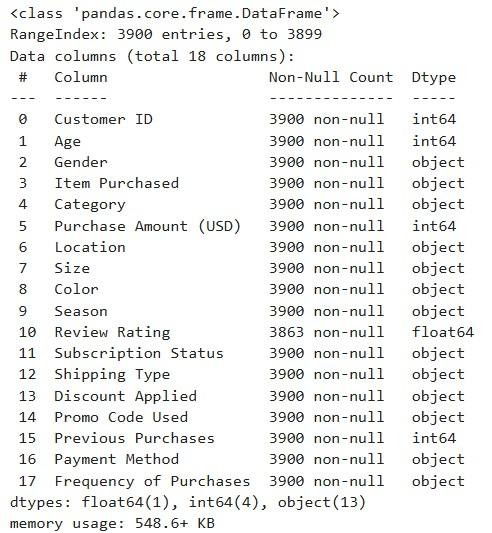 <class 'pandas.core.frame.DataFrame'>
RangeIndex: 3900 entries, 0 to 3899
Data columns (total 18 columns):
 #   Column                  Non-Null Count  Dtype
---  ------                  --------------  -----
 0   Customer ID             3900 non-null   int64
 1   Age                     3900 non-null   int64
 2   Gender                  3900 non-null   object
 3   Item Purchased          3900 non-null   object
 4   Category                3900 non-null   object
 5   Purchase Amount (USD)   3900 non-null   int64
 6   Location                3900 non-null   object
 7   Size                    3900 non-null   object
 8   Color                   3900 non-null   object
 9   Season                  3900 non-null   object
 10  Review Rating           3863 non-null   float64
 11  Subscription Status     3900 non-null   object
 12  Shipping Type           3900 non-null   object
 13  Discount Applied        3900 non-null   object
 14  Promo Code Used         3900 non-null   object
 15  Previous Purchases      3900 non-null   int64
 16  Payment Method          3900 non-null   object
 17  Frequency of Purchases  3900 non-null   object
dtypes: float64(1), int64(4), object(13)
memory usage: 548.6+ KB